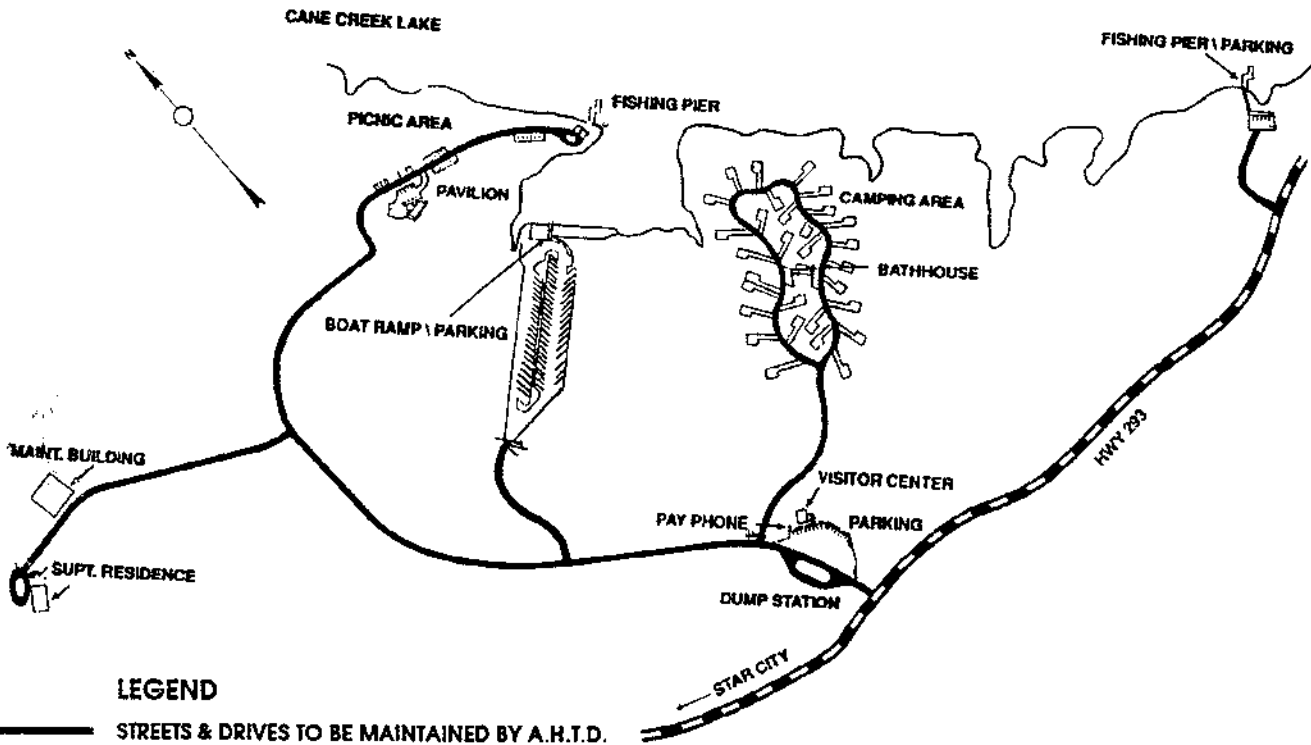 CANE CREEK LAKE
N
FISHING PIER \ PARKING
FISHING PIER
PICNIC AREA
PAVILION
CAMPING AREA
BATHHOUSE
BOAT RAMP \ PARKING
HWY 293
MAINT. BUILDING
VISITOR CENTER
PAY PHONE
PARKING
SUPT. RESIDENCE
DUMP STATION
STAR CITY
LEGEND
STREETS & DRIVES TO BE MAINTAINED BY A.H.T.D.